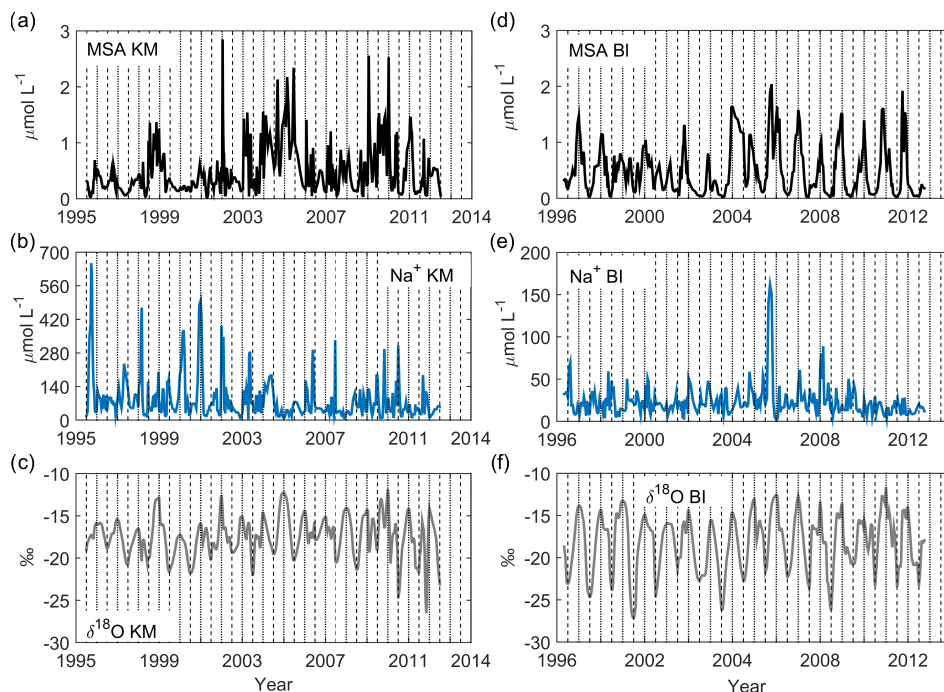 (a)
MSA KM
μmol L⁻¹
3
2
1
0
1995 1999 2003 2007 2011 2014
(b)
Na⁺ KM
μmol L⁻¹
700
560
420
280
140
0
1995 1999 2003 2007 2011 2014
(c)
δ¹⁸O KM
‰
-10
-15
-20
-25
-30
1995 1999 2003 2007 2011 2014
Year
(d)
MSA BI
μmol L⁻¹
3
2
1
0
1996 2000 2004 2008 2012
(e)
Na⁺ BI
μmol L⁻¹
200
150
100
50
0
1996 2000 2004 2008 2012
(f)
δ¹⁸O BI
‰
-10
-15
-20
-25
-30
1996 2002 2004 2008 2012
Year